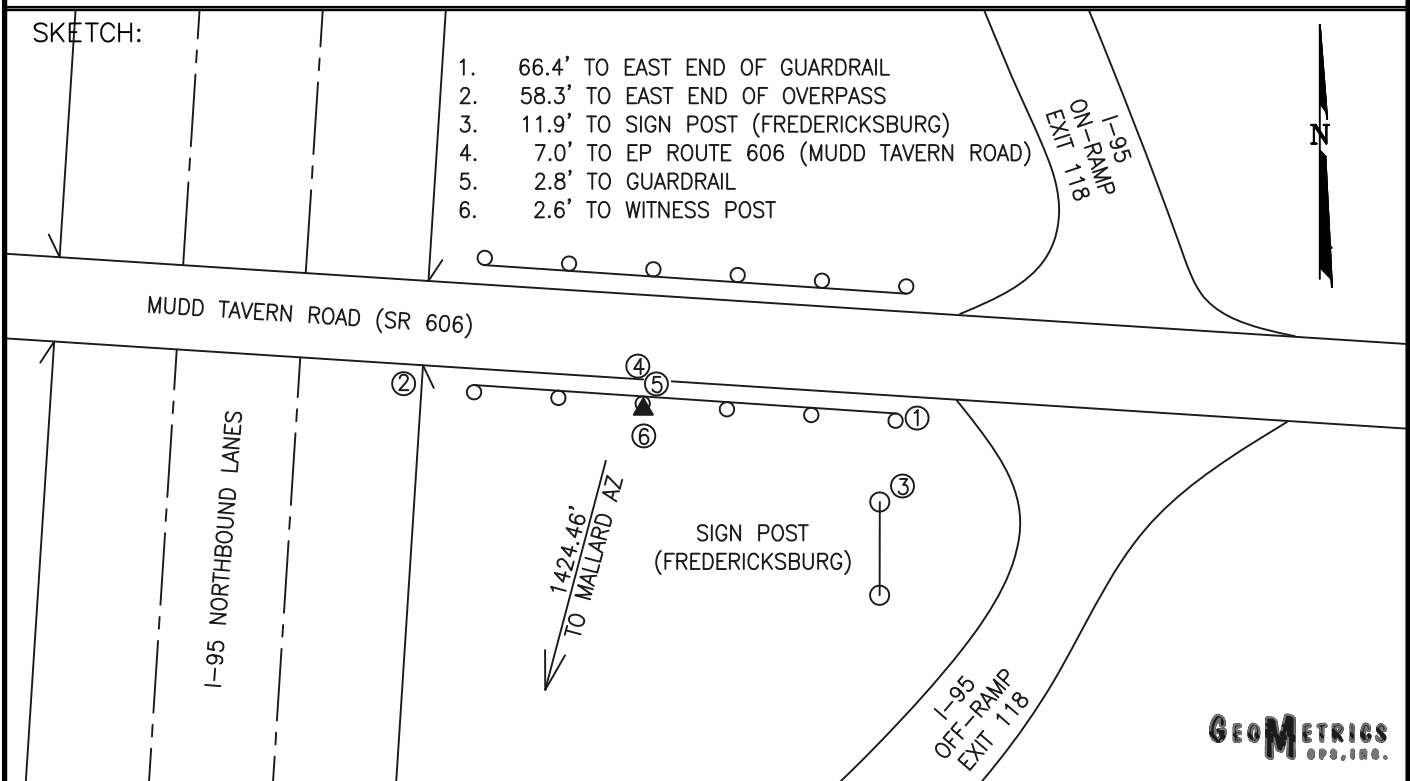 SKETCH:
1. 66.4' TO EAST END OF GUARDRAIL
2. 58.3' TO EAST END OF OVERPASS
3. 11.9' TO SIGN POST (FREDERICKSBURG)
4. 7.0' TO EP ROUTE 606 (MUDD TAVERN ROAD)
5. 2.8' TO GUARDRAIL
6. 2.6' TO WITNESS POST
I-95
ON-RAMP
EXIT 118
N
MUDD TAVERN ROAD (SR 606)
4
2
5
1
6
3
I-95 NORTHBOUND LANES
1424.46'
TO MALLARD AZ
SIGN POST
(FREDERICKSBURG)
I-95
OFF-RAMP
EXIT 118
GEOMETRICS
GPS, INC.